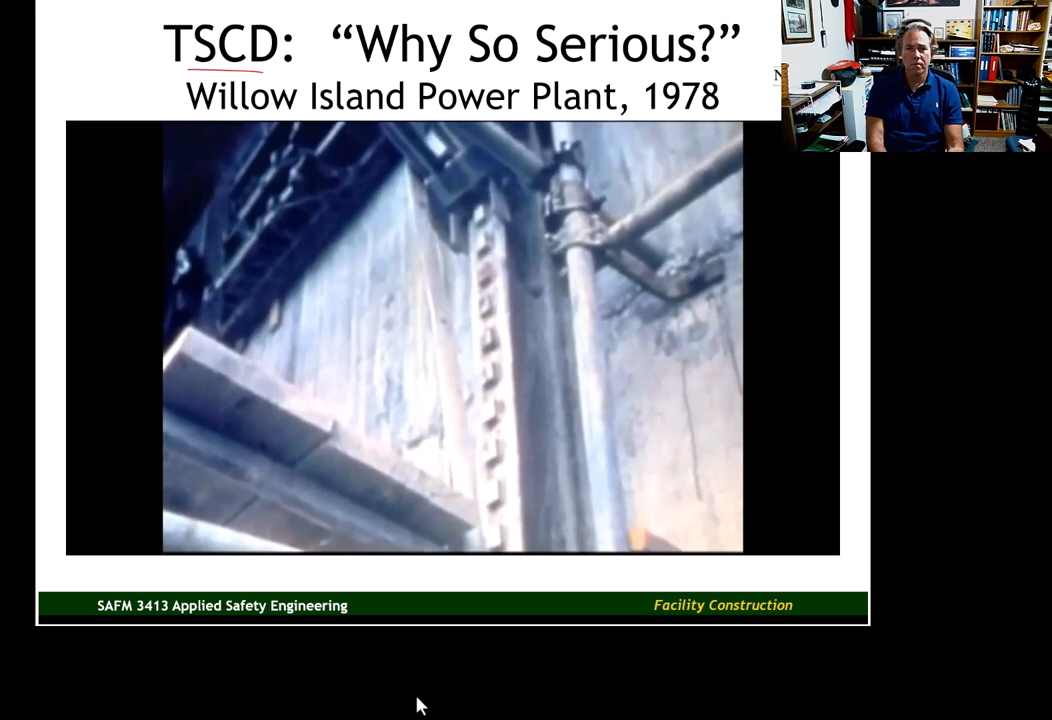 TSCD: “Why So Serious?”
Willow Island Power Plant, 1978
N
SAFM 3413 Applied Safety Engineering
Facility Construction